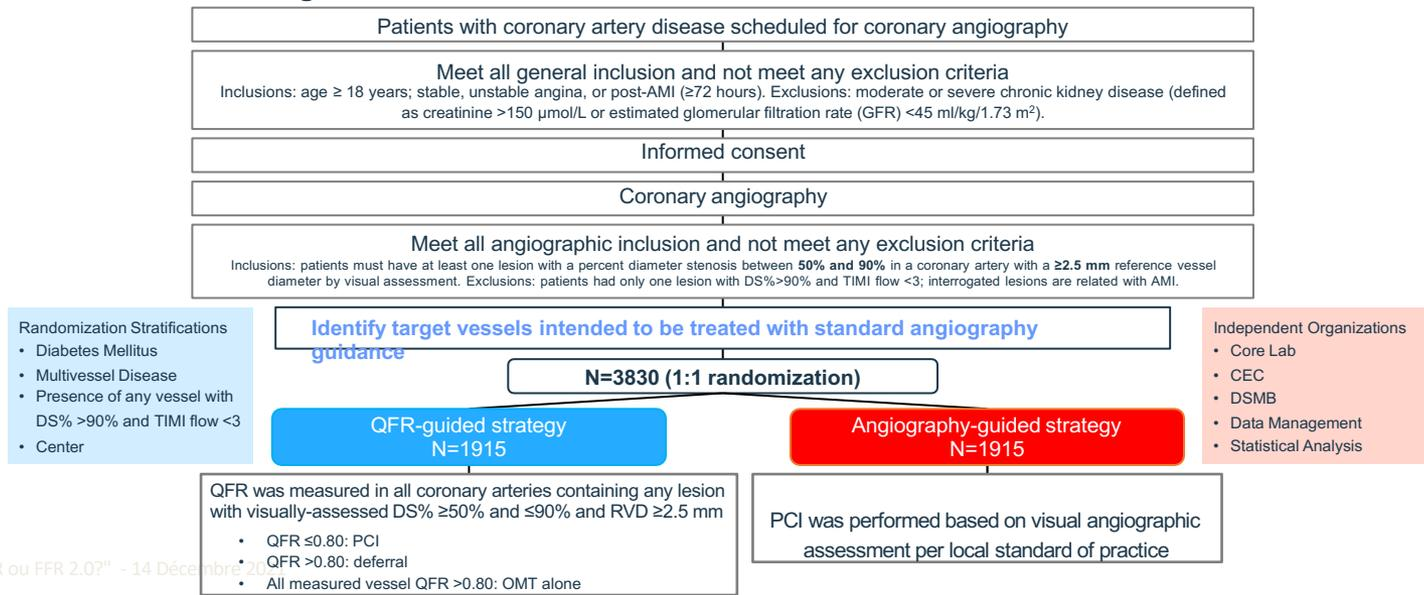 Patients with coronary artery disease scheduled for coronary angiography
Meet all general inclusion and not meet any exclusion criteria
Inclusions: age ≥ 18 years; stable, unstable angina, or post-AMI (≥72 hours). Exclusions: moderate or severe chronic kidney disease (defined
as creatinine >150 µmol/L or estimated glomerular filtration rate (GFR) <45 ml/kg/1.73 m²).
Informed consent
Coronary angiography
Meet all angiographic inclusion and not meet any exclusion criteria
Inclusions: patients must have at least one lesion with a percent diameter stenosis between 50% and 90% in a coronary artery with a ≥2.5 mm reference vessel
diameter by visual assessment. Exclusions: patients had only one lesion with DS%>90% and TIMI flow <3; interrogated lesions are related with AMI.
Randomization Stratifications
• Diabetes Mellitus
• Multivessel Disease
• Presence of any vessel with
DS% >90% and TIMI flow <3
• Center
Identify target vessels intended to be treated with standard angiography
guidance
N=3830 (1:1 randomization)
Independent Organizations
• Core Lab
• CEC
• DSMB
• Data Management
• Statistical Analysis
QFR-guided strategy
N=1915
Angiography-guided strategy
N=1915
QFR was measured in all coronary arteries containing any lesion
with visually-assessed DS% ≥50% and ≤90% and RVD ≥2.5 mm
• QFR ≤0.80: PCI
• QFR >0.80: deferral
• All measured vessel QFR >0.80: OMT alone
PCI was performed based on visual angiographic
assessment per local standard of practice
R ou FFR 2.0?" - 14 Décembre 2021